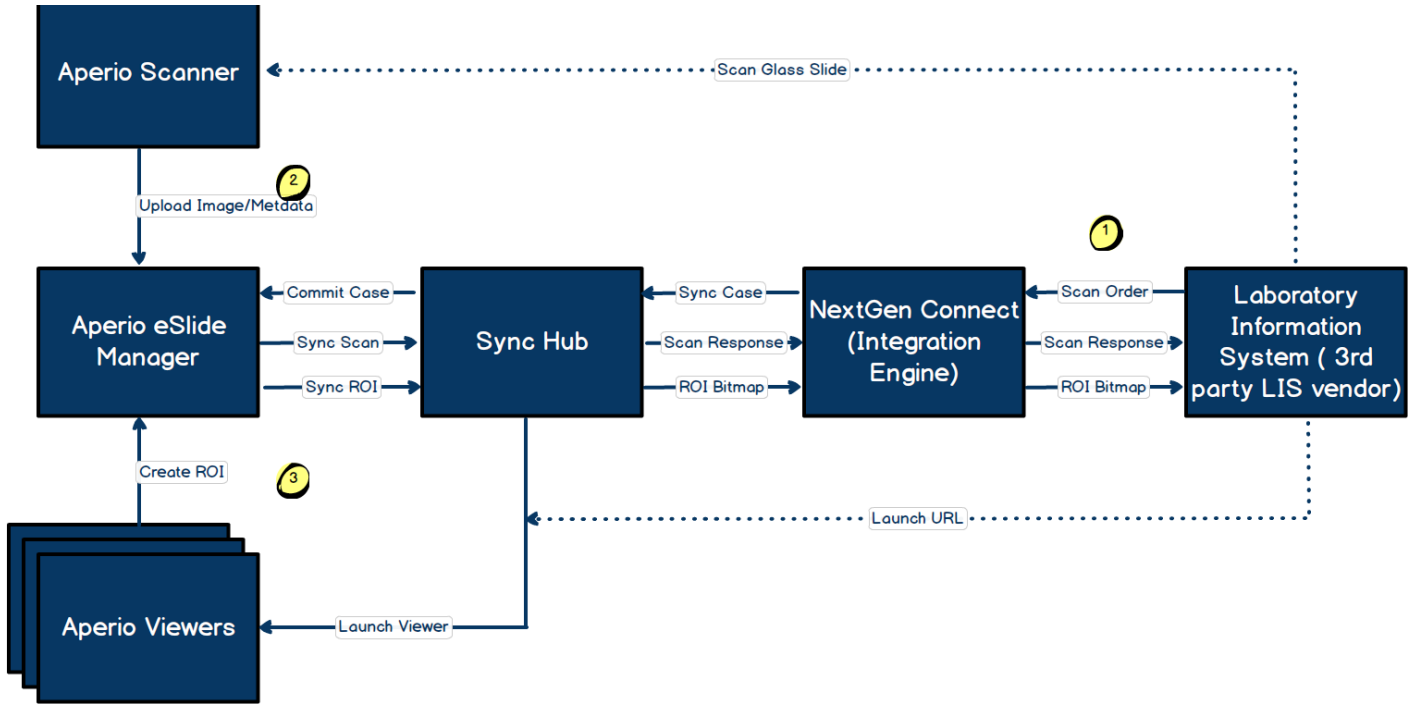 Aperio Scanner
Scan Glass Slide
2
Upload Image/Metdata
1
Aperio eSlide
Manager
Commit Case
Sync Scan
Sync ROI
Sync Hub
Sync Case
Scan Response
ROI Bitmap
NextGen Connect
(Integration
Engine)
Scan Order
Scan Response
ROI Bitmap
Laboratory
Information
System ( 3rd
party LIS vendor)
Create ROI
3
Launch URL
Aperio Viewers
Launch Viewer